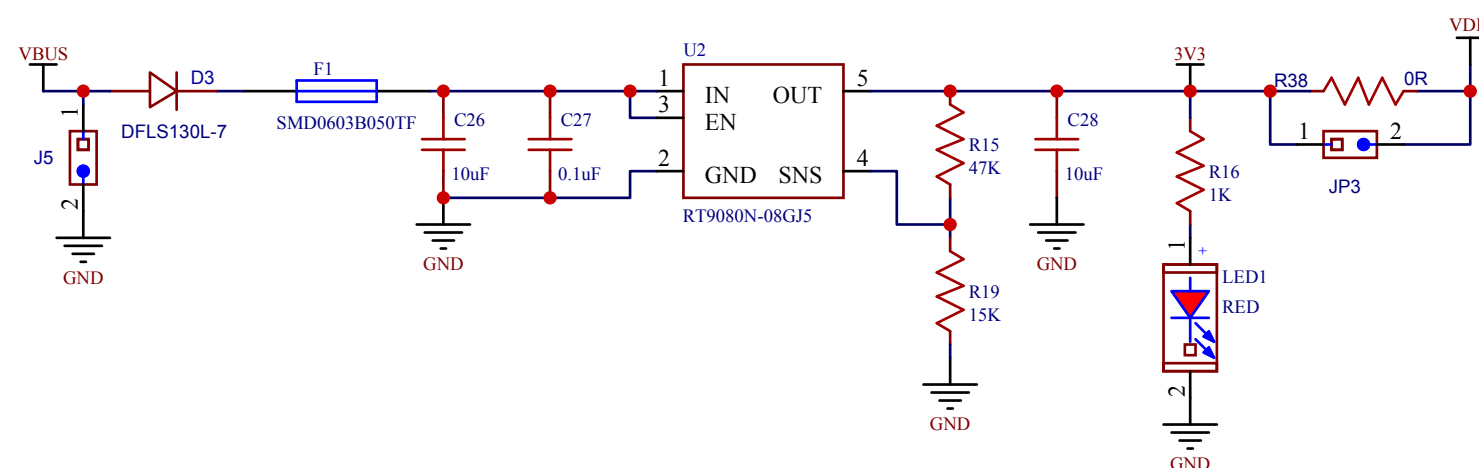 VBUS
1
J5
2
GND
D3
DFLS130L-7
F1
SMD0603B050TF
C26
10uF
GND
C27
0.1uF
U2
1
IN
OUT
5
3
EN
2
GND
SNS
4
RT9080N-08GJ5
R15
47K
R19
15K
GND
C28
10uF
GND
3V3
R16
1K
1
+
LED1
RED
2
GND
R38
0R
1
2
JP3